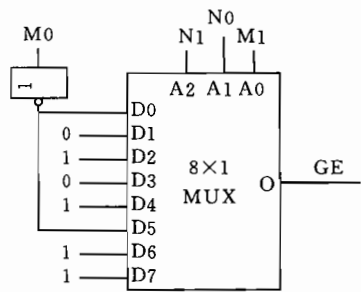 N0
M0 N1 M1
1
A2 A1 A0
D0
0 D1
1 D2
0 D3 8×1
1 D4 MUX O GE
D5
1 D6
1 D7